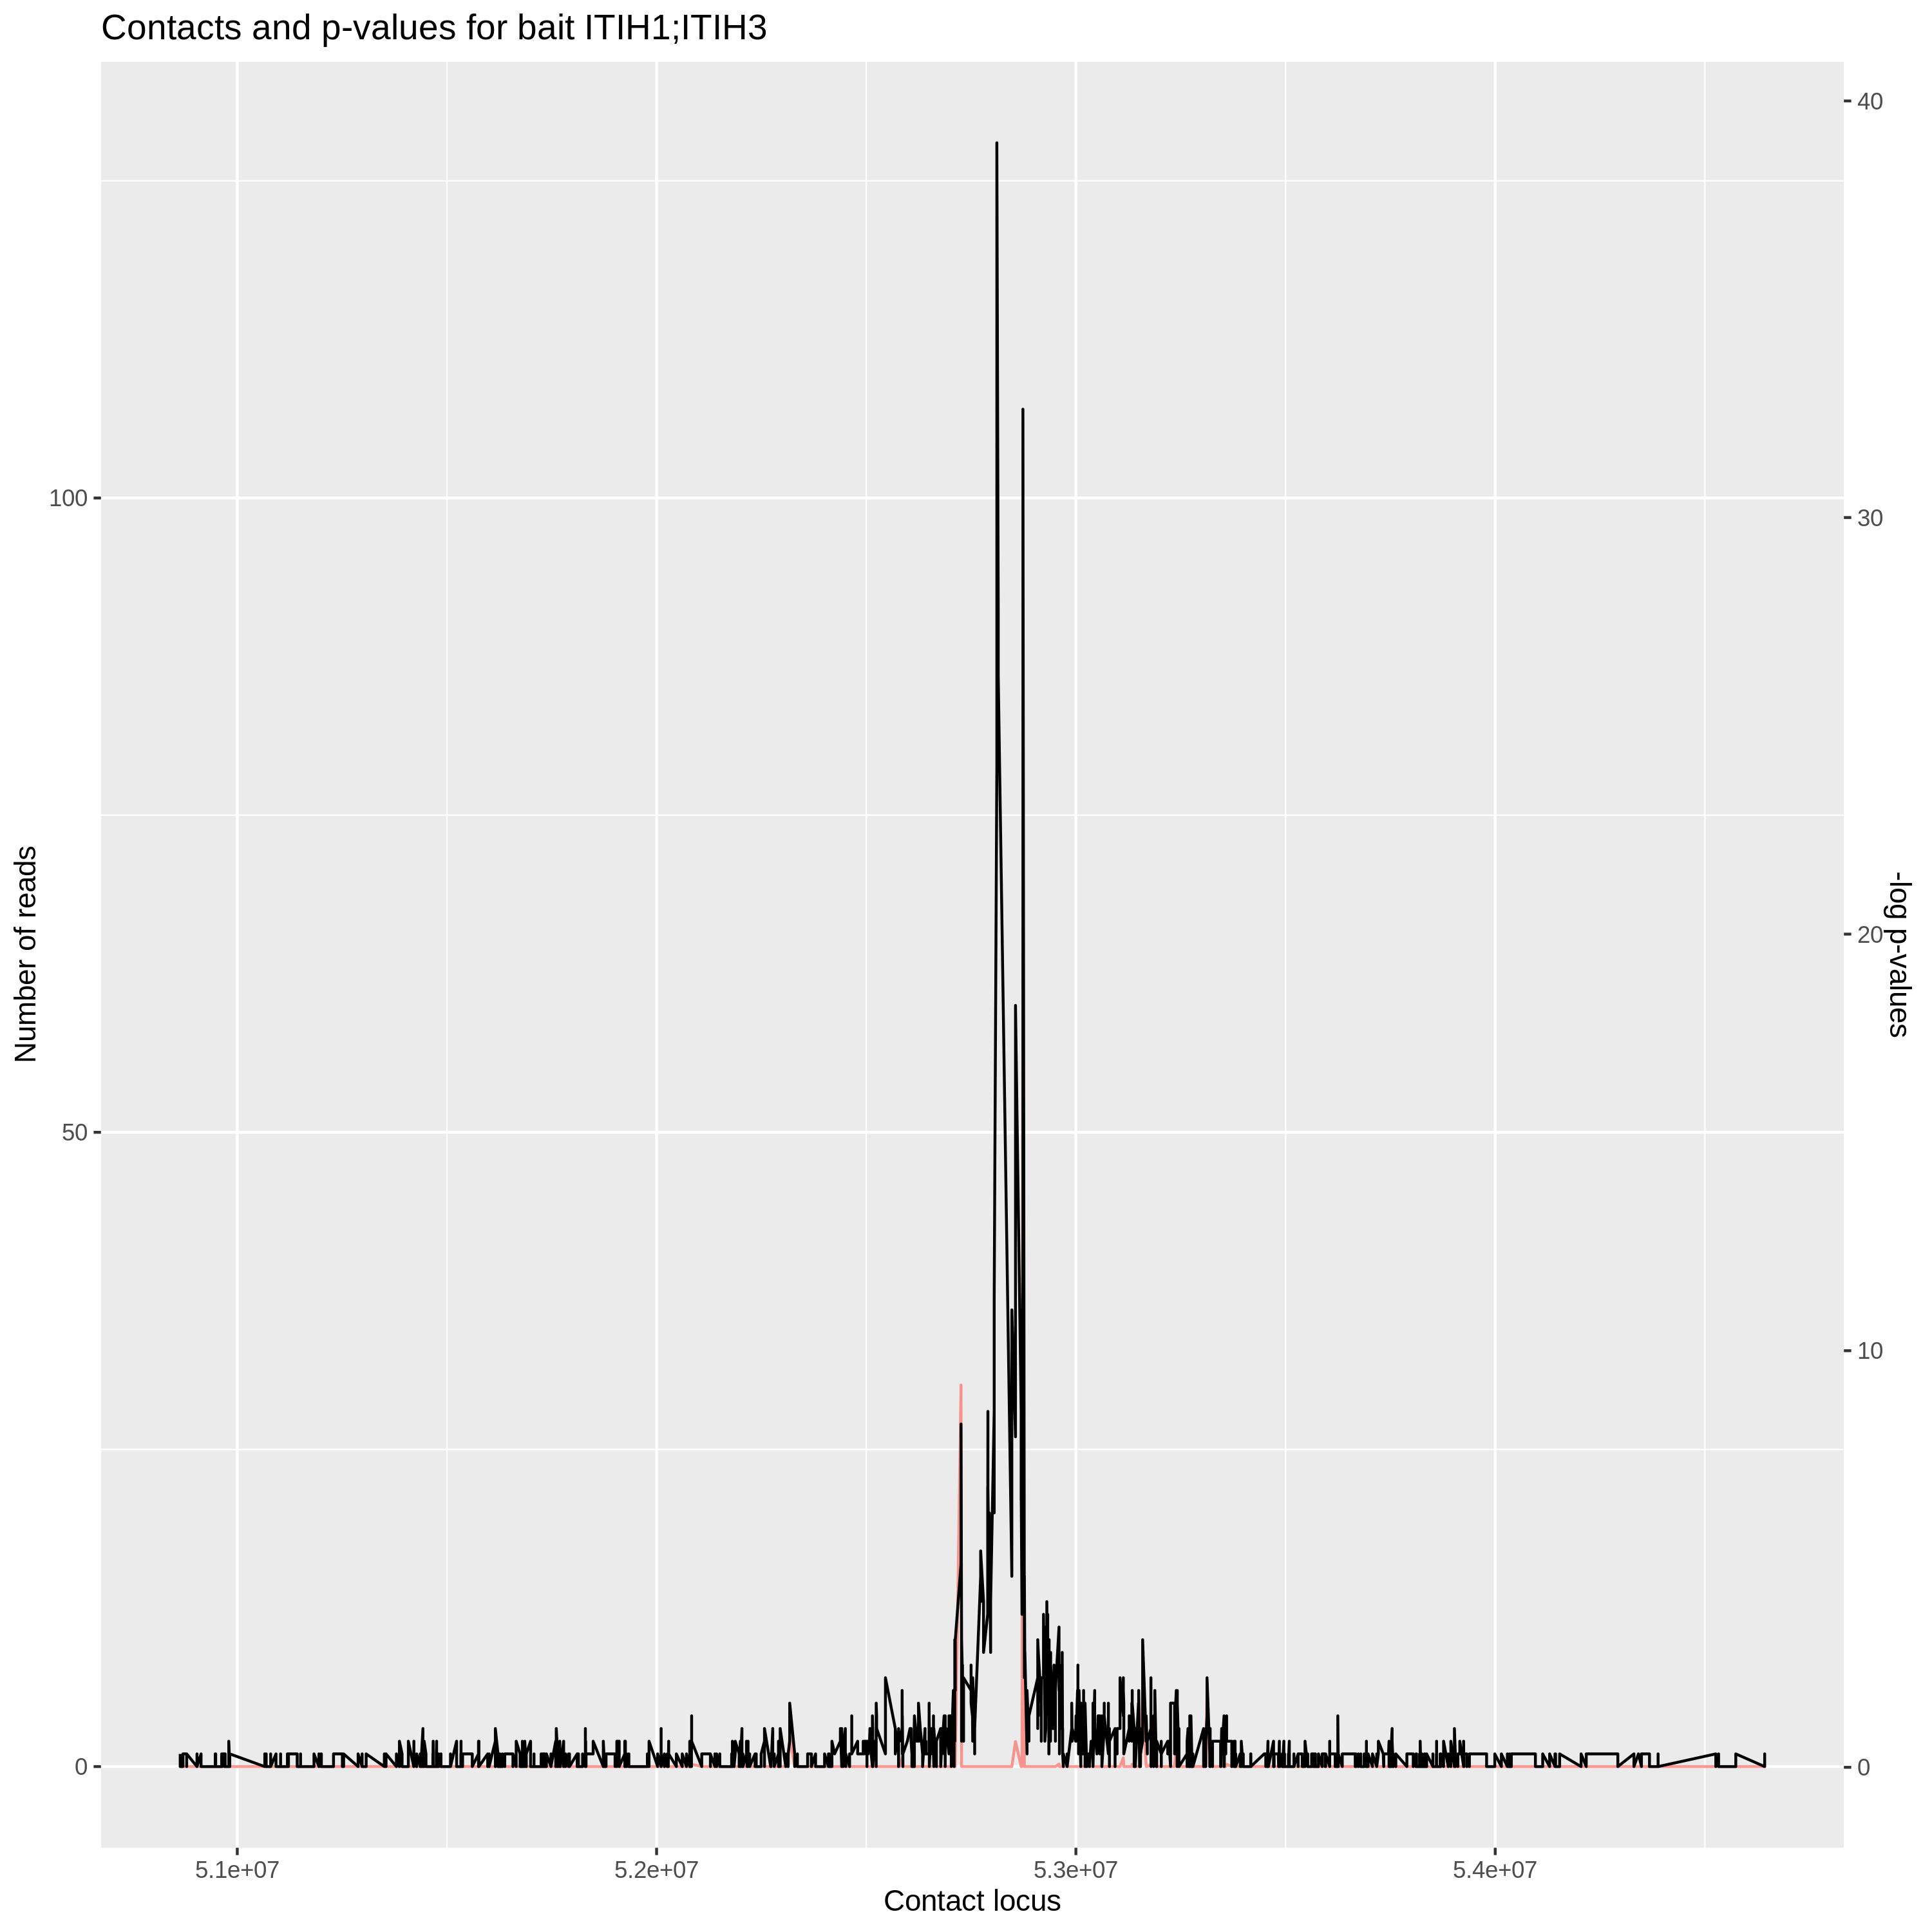 Contacts and p-values for bait ITIH1;ITIH3
Number of reads
100
50
0
40
30
20
10
0
-log p-values
5.1e+07
5.2e+07
5.3e+07
5.4e+07
Contact locus